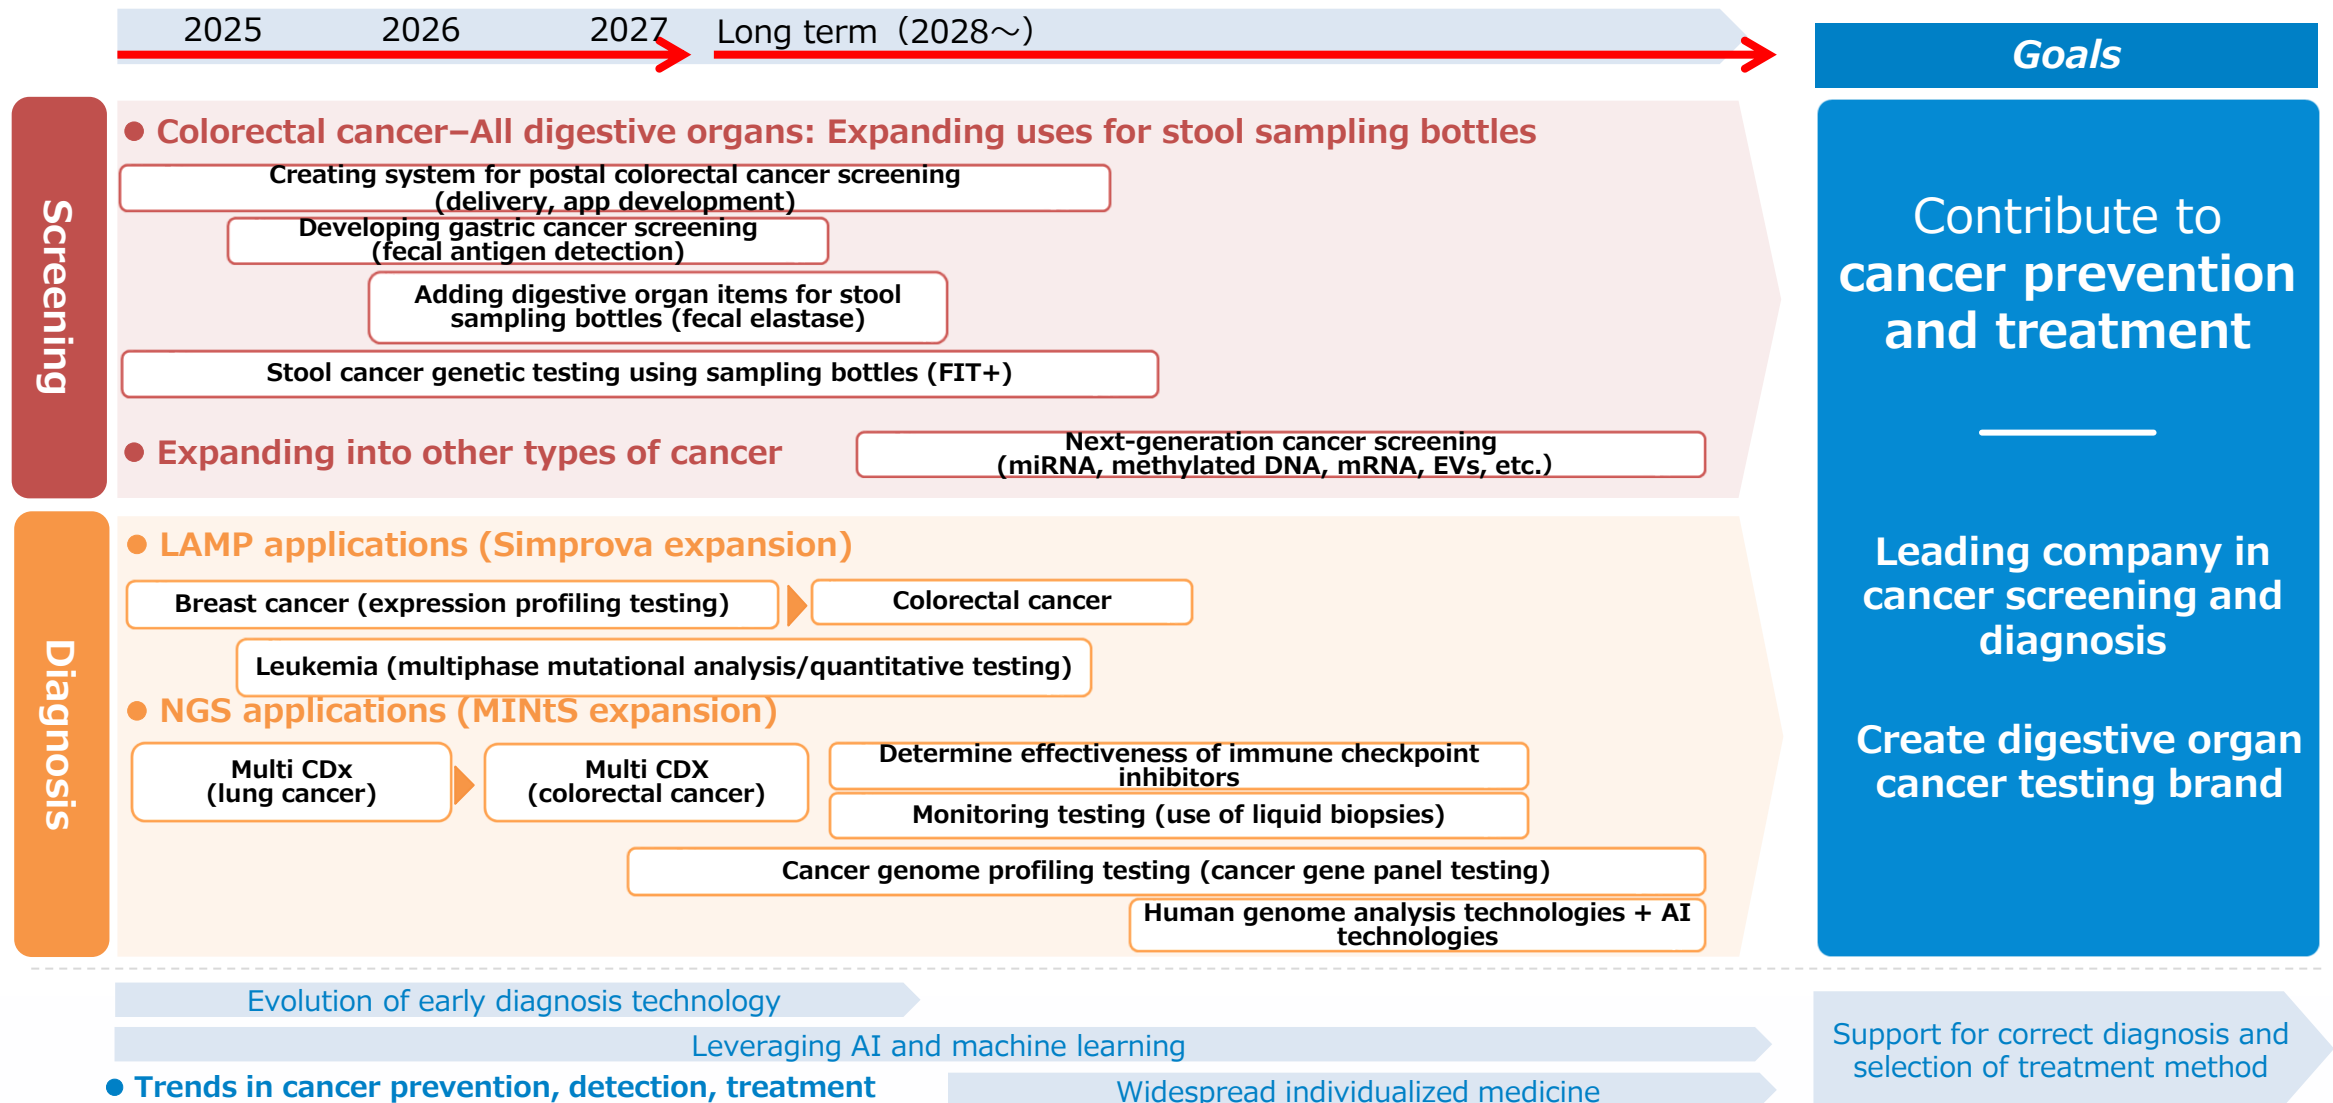 2025 2026 2027 Long term（2028～）
Goals
Screening
● Colorectal cancer–All digestive organs: Expanding uses for stool sampling bottles
Creating system for postal colorectal cancer screening
(delivery, app development)
Developing gastric cancer screening
(fecal antigen detection)
Adding digestive organ items for stool
sampling bottles (fecal elastase)
Stool cancer genetic testing using sampling bottles (FIT+)
● Expanding into other types of cancer
Next-generation cancer screening
(miRNA, methylated DNA, mRNA, EVs, etc.)
Diagnosis
● LAMP applications (Simprova expansion)
Breast cancer (expression profiling testing)
Colorectal cancer
Leukemia (multiphase mutational analysis/quantitative testing)
● NGS applications (MINtS expansion)
Multi CDx
(lung cancer)
Multi CDX
(colorectal cancer)
Determine effectiveness of immune checkpoint
inhibitors
Monitoring testing (use of liquid biopsies)
Cancer genome profiling testing (cancer gene panel testing)
Human genome analysis technologies + AI
technologies
Contribute to
cancer prevention
and treatment
Leading company in
cancer screening and
diagnosis
Create digestive organ
cancer testing brand
Evolution of early diagnosis technology
Leveraging AI and machine learning
● Trends in cancer prevention, detection, treatment
Widespread individualized medicine
Support for correct diagnosis and
selection of treatment method